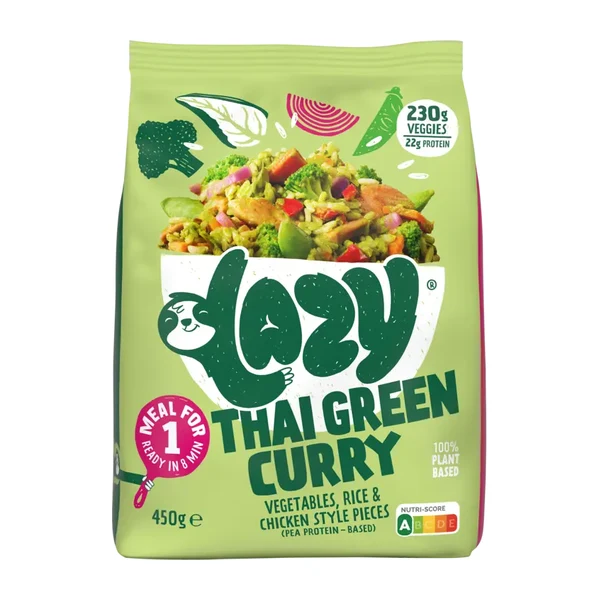 230g
VEGGIES
22g PROTEIN
LAZY®
THAI GREEN
CURRY
MEAL FOR
1
READY IN 8 MIN
100%
PLANT
BASED
VEGETABLES, RICE &
CHICKEN STYLE PIECES
(PEA PROTEIN-BASED)
450g e
NUTRI-SCORE
A B C D E